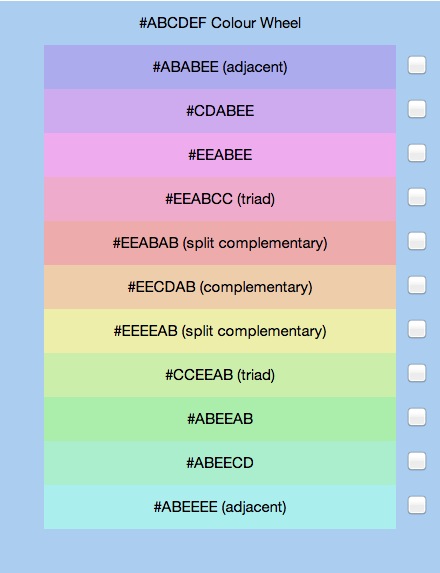 #ABCDEF Colour Wheel
#ABABEE (adjacent)
#CDABEE
#EEABEE
#EEABCC (triad)
#EEABAB (split complementary)
#EECDAB (complementary)
#EEEEAB (split complementary)
#CCEEAB (triad)
#ABEEAB
#ABEECD
#ABEEEE (adjacent)